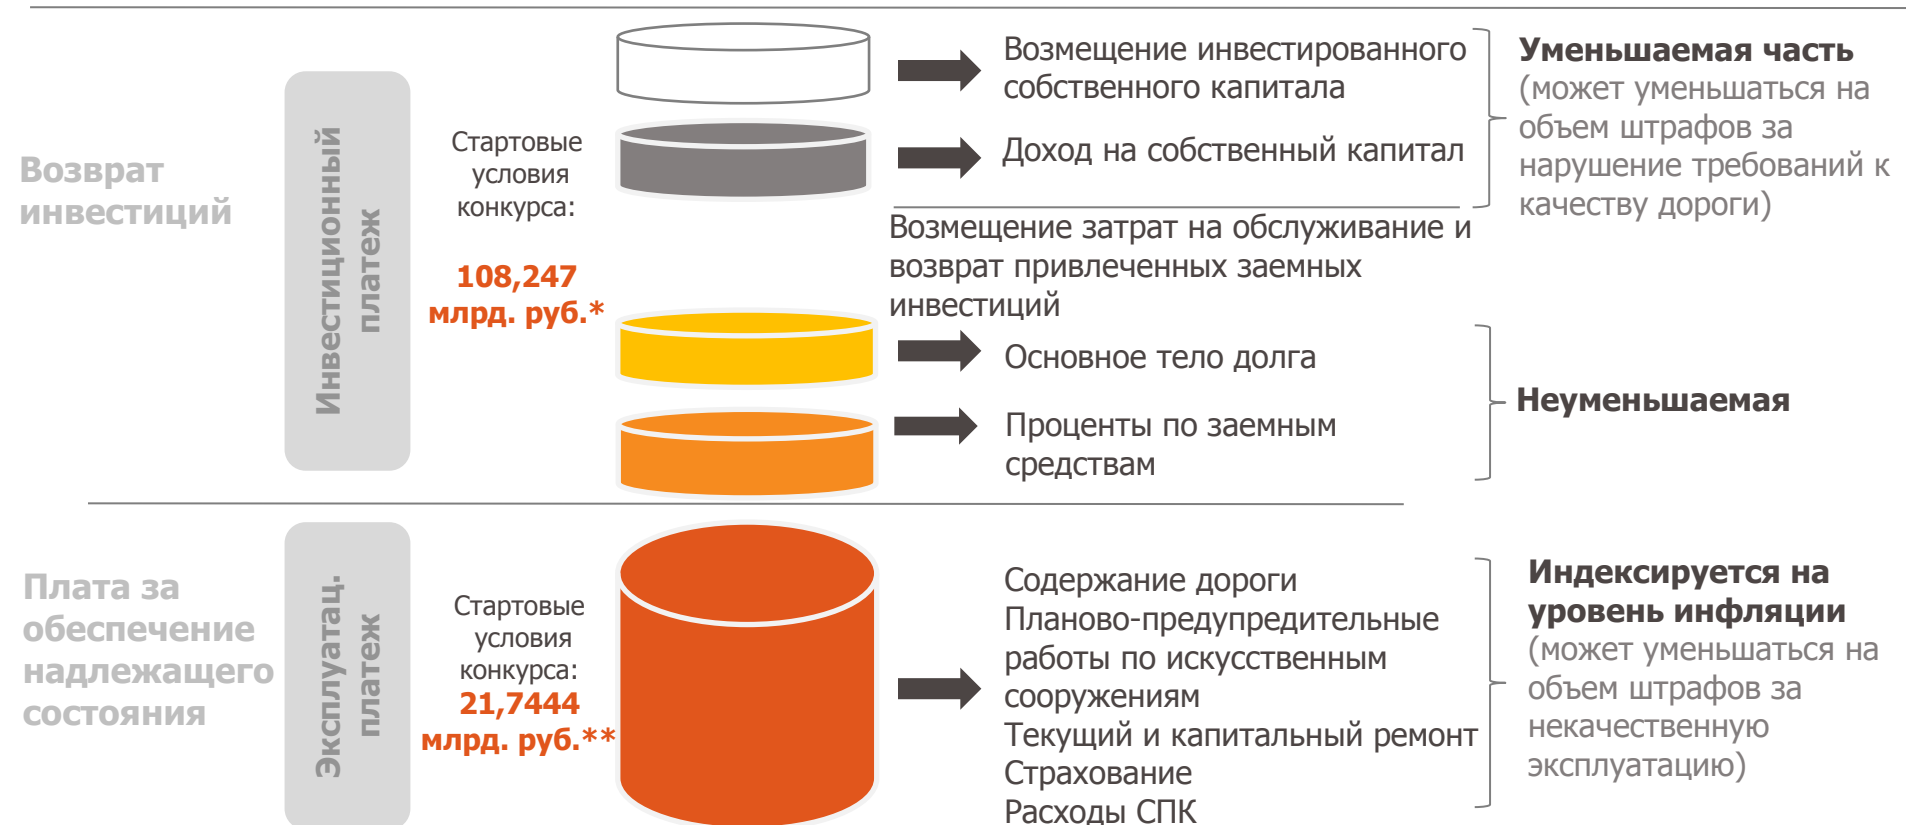 Возврат
инвестиций
Инвестиционный
платеж
Стартовые
условия
конкурса:
108,247
млрд. руб.*
Возмещение инвестированного
собственного капитала
Доход на собственный капитал
Уменьшаемая часть
(может уменьшаться на
объем штрафов за
нарушение требований к
качеству дороги)
Возмещение затрат на обслуживание и
возврат привлеченных заемных
инвестиций
Основное тело долга
Проценты по заемным
средствам
Неуменьшаемая
Плата за
обеспечение
надлежащего
состояния
Эксплуатац.
платеж
Стартовые
условия
конкурса:
21,7444
млрд. руб.**
Содержание дороги
Планово-предупредительные
работы по искусственным
сооружениям
Текущий и капитальный ремонт
Страхование
Расходы СПК
Индексируется на
уровень инфляции
(может уменьшаться на
объем штрафов за
некачественную
эксплуатацию)